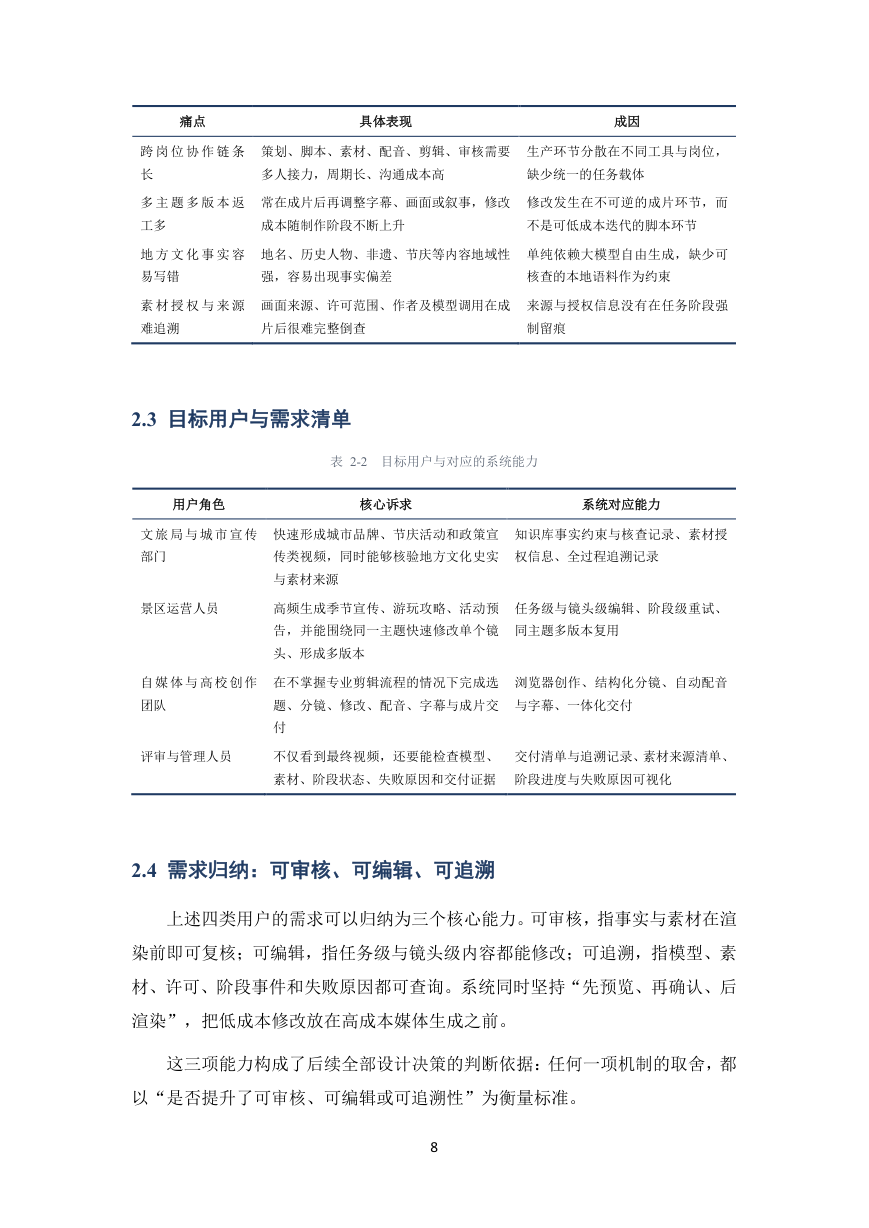 痛点 具体表现 成因
跨岗位协作链条 策划、脚本、素材、配音、剪辑、审核需要 生产环节分散在不同工具与岗位，
长 多人接力，周期长、沟通成本高 缺少统一的任务载体
多主题多版本返 常在成片后再调整字幕、画面或叙事，修改 修改发生在不可逆的成片环节，而
工多 成本随制作阶段不断上升 不是可低成本迭代的脚本环节
地方文化事实容 地名、历史人物、非遗、节庆等内容地域性 单纯依赖大模型自由生成，缺少可
易写错 强，容易出现事实偏差 核查的本地语料作为约束
素材授权与来源 画面来源、许可范围、作者及模型调用在成 来源与授权信息没有在任务阶段强
难追溯 片后很难完整倒查 制留痕
2.3 目标用户与需求清单
表 2-2 目标用户与对应的系统能力
用户角色 核心诉求 系统对应能力
文旅局与城市宣传 快速形成城市品牌、节庆活动和政策宣 知识库事实约束与核查记录、素材授
部门 传类视频，同时能够核验地方文化史实 权信息、全过程追溯记录
与素材来源
景区运营人员 高频生成季节宣传、游玩攻略、活动预 任务级与镜头级编辑、阶段级重试、
告，并能围绕同一主题快速修改单个镜 同主题多版本复用
头、形成多版本
自媒体与高校创作 在不掌握专业剪辑流程的情况下完成选 浏览器创作、结构化分镜、自动配音
团队 题、分镜、修改、配音、字幕与成片交 与字幕、一体化交付
付
评审与管理人员 不仅看到最终视频，还要能检查模型、 交付清单与追溯记录、素材来源清单、
素材、阶段状态、失败原因和交付证据 阶段进度与失败原因可视化
2.4 需求归纳：可审核、可编辑、可追溯
上述四类用户的需求可以归纳为三个核心能力。可审核，指事实与素材在渲
染前即可复核；可编辑，指任务级与镜头级内容都能修改；可追溯，指模型、素
材、许可、阶段事件和失败原因都可查询。系统同时坚持“先预览、再确认、后
渲染”，把低成本修改放在高成本媒体生成之前。
这三项能力构成了后续全部设计决策的判断依据：任何一项机制的取舍，都
以“是否提升了可审核、可编辑或可追溯性”为衡量标准。
8